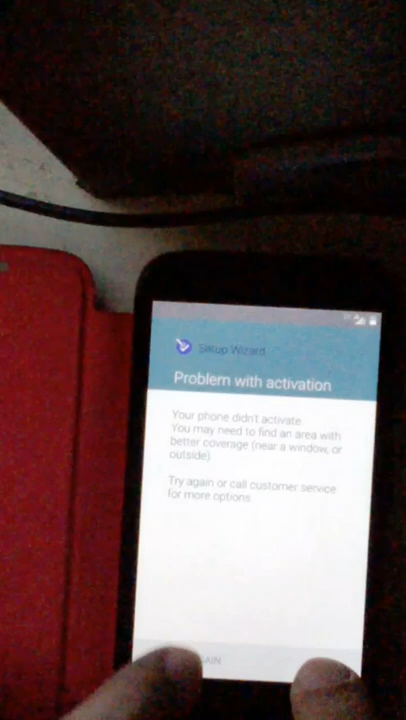 Setup Wizard
Problem with activation
Your phone didn't activate.
You may need to find an area with
better coverage (near a window, or
outside)
Try again or call customer service
for more options